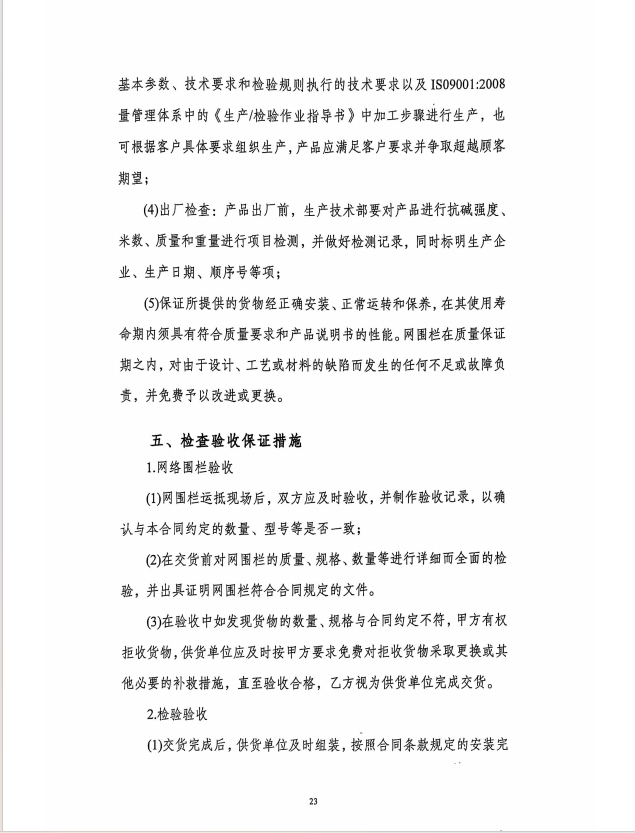 基本参数、技术要求和检验规则执行的技术要求以及 IS09001:2008
量管理体系中的《生产/检验作业指导书》中加工步骤进行生产，也
可根据客户具体要求组织生产,产品应满足客户要求并争取超越顾客
期望；
(4)出厂检查：产品出厂前，生产技术部要对产品进行抗碱强度、
米数、质量和重量进行项目检测，并做好检测记录，同时标明生产企
业、生产日期、顺序号等项；
(5)保证所提供的货物经正确安装、正常运转和保养，在其使用寿
命期内须具有符合质量要求和产品说明书的性能。网围栏在质量保证
期之内，对由于设计、工艺或材料的缺陷而发生的任何不足或故障负
责，并免费予以改进或更换。
五、检查验收保证措施
1.网络围栏验收
(1)网围栏运抵现场后，双方应及时验收，并制作验收记录，以确
认与本合同约定的数量、型号等是否一致；
(2)在交货前对网围栏的质量、规格、数量等进行详细而全面的检
验，并出具证明网围栏符合合同规定的文件。
(3)在验收中如发现货物的数量、规格与合同约定不符，甲方有权
拒收货物，供货单位应及时按甲方要求免费对拒收货物采取更换或其
他必要的补救措施，直至验收合格，乙方视为供货单位完成交货。
2.检验验收
(1)交货完成后，供货单位及时组装，按照合同条款规定的安装完
23